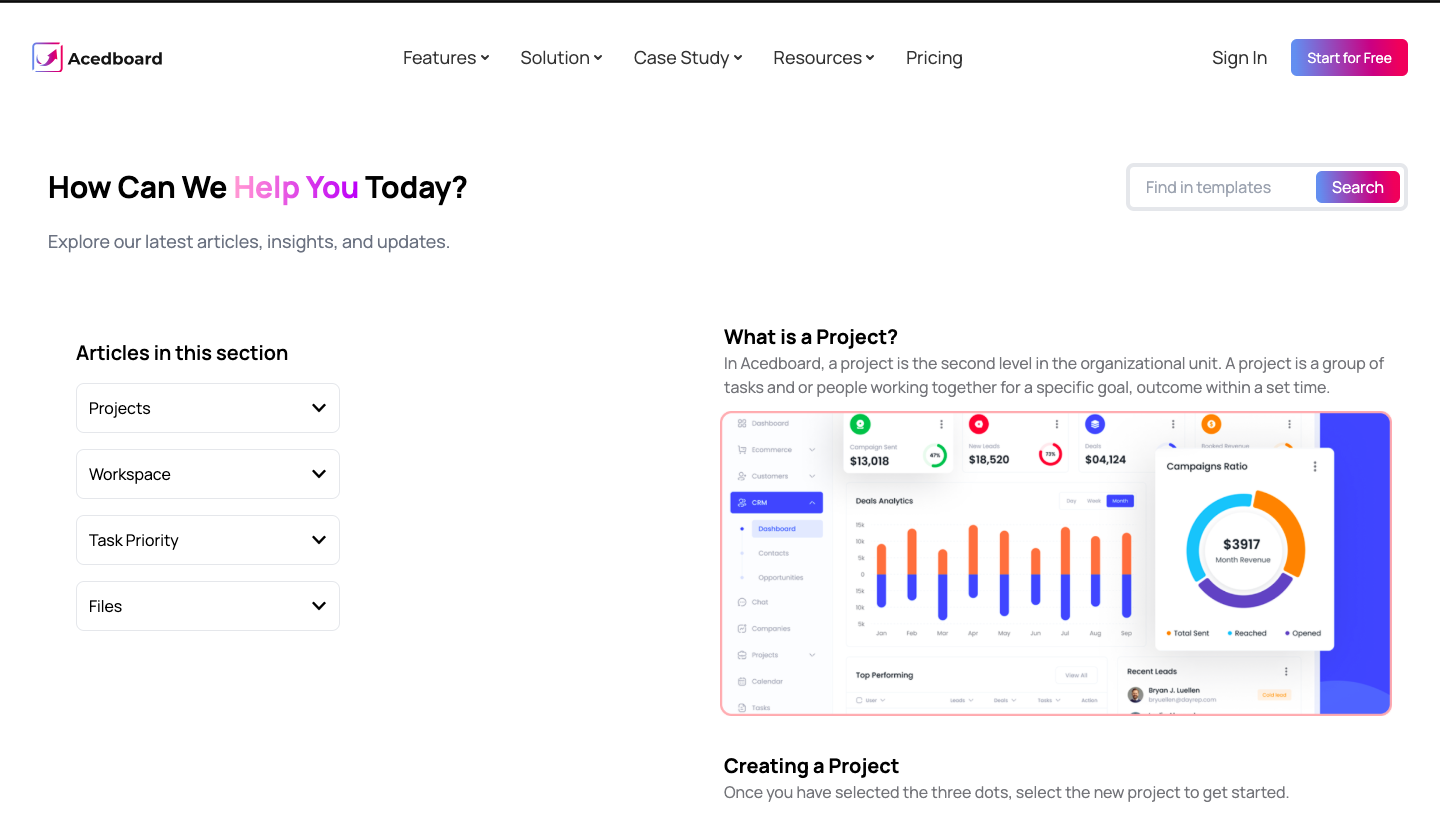 Acedboard
Features
Solution
Case Study
Resources
Pricing
Sign In
Start for Free
How Can We Help You Today?
Find in templates
Search
Explore our latest articles, insights, and updates.
Articles in this section
Projects
Workspace
Task Priority
Files
What is a Project?
In Acedboard, a project is the second level in the organizational unit. A project is a group of
tasks and or people working together for a specific goal, outcome within a set time.
Dashboard
Ecommerce
Customers
CRM
Dashboard
Contacts
Opportunities
Chat
Companies
Projects
Calendar
Tasks
Campaign Sent
$13,018
47%
New Leads
$18,520
73%
Deals
$04,124
Booked Revenue
Deals Analytics
Day Week Month
15k
10k
5k
0
15k
10k
5k
Jan Feb Mar Apr May Jun Jul Aug Sep
Campaigns Ratio
$3917
Month Revenue
Total Sent Reached Opened
Top Performing
View All
User Leads Deals Tasks Action
Recent Leads
Bryan J. Luellen
bryuellen@dayrep.com
Cold lead
Creating a Project
Once you have selected the three dots, select the new project to get started.